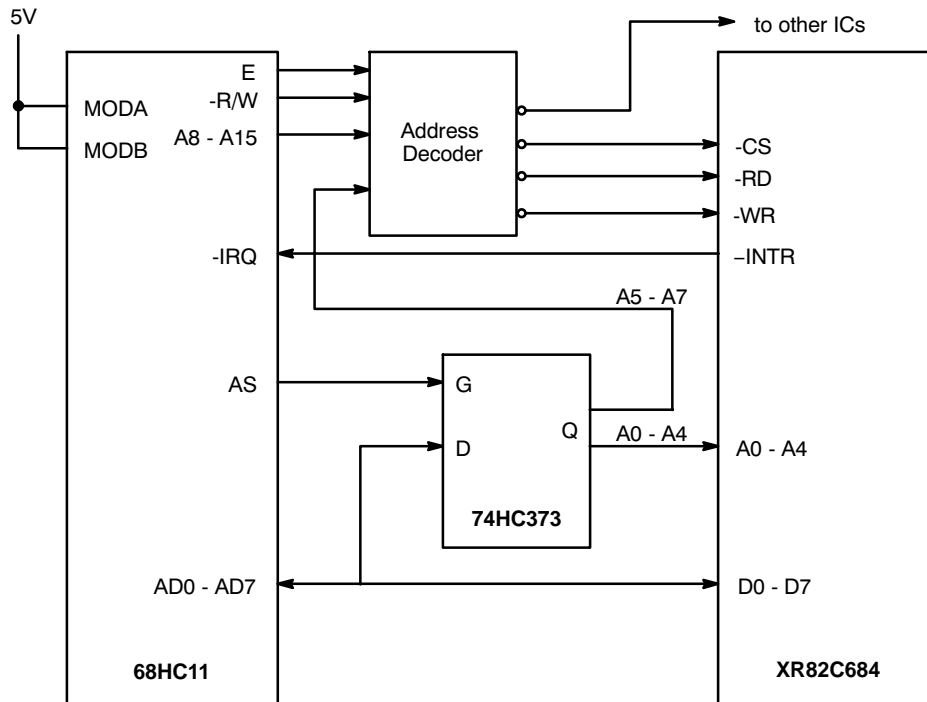 5V
to other ICs
E
-R/W
MODA
A8 - A15
MODB
Address
Decoder
-CS
-RD
-WR
-IRQ
–INTR
A5 - A7
AS
G
Q
A0 - A4
D
A0 - A4
74HC373
AD0 - AD7
D0 - D7
68HC11
XR82C684